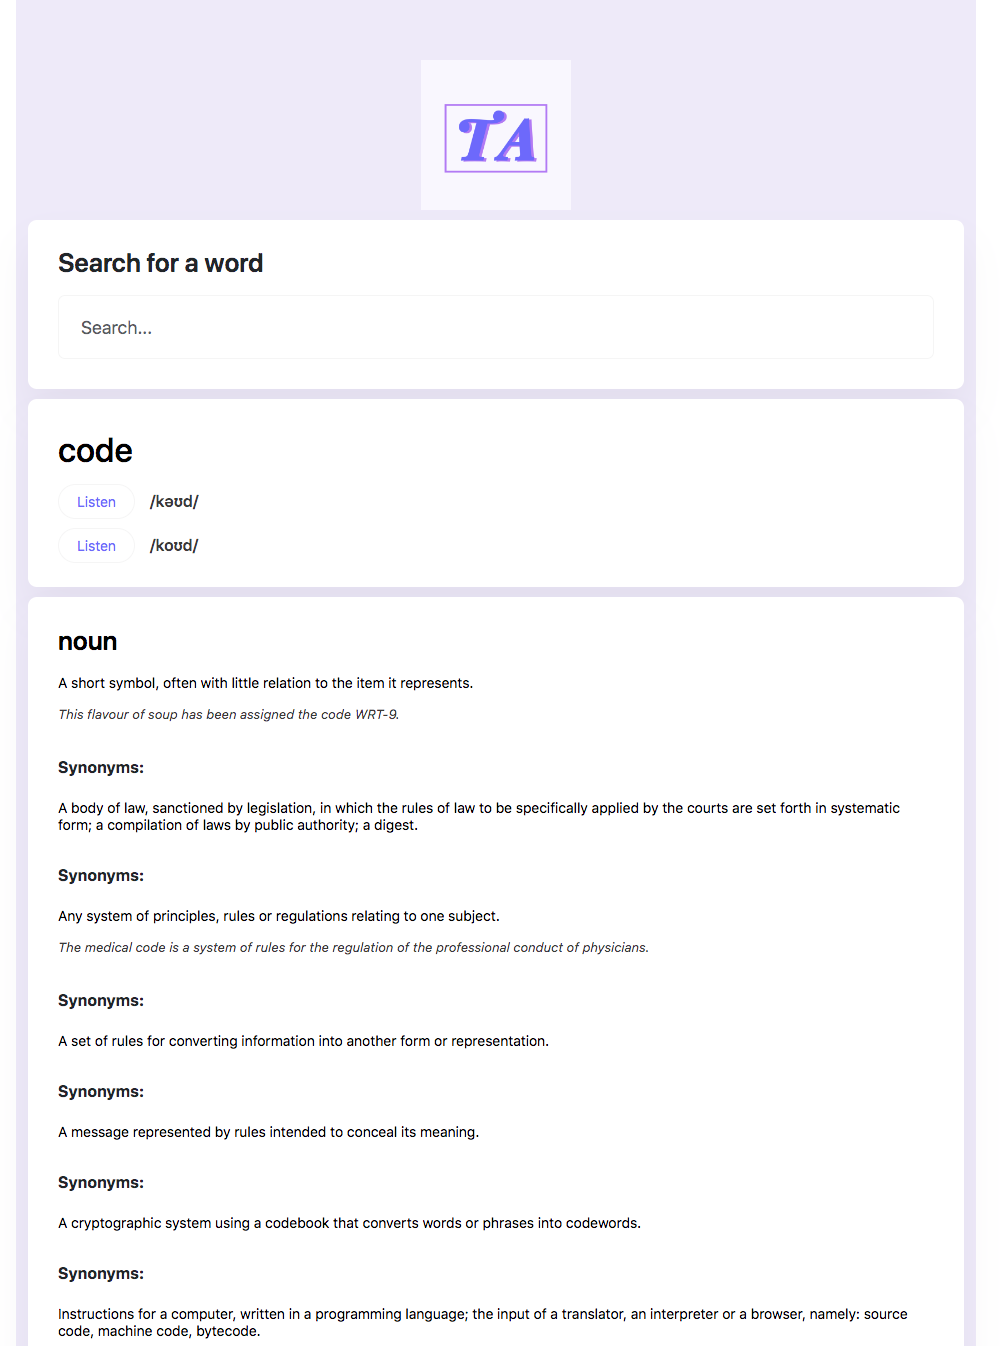 TA
Search for a word
Search...
code
Listen /kəʊd/
Listen /koʊd/
noun
A short symbol, often with little relation to the item it represents.
This flavour of soup has been assigned the code WRT-9.
Synonyms:
A body of law, sanctioned by legislation, in which the rules of law to be specifically applied by the courts are set forth in systematic
form; a compilation of laws by public authority; a digest.
Synonyms:
Any system of principles, rules or regulations relating to one subject.
The medical code is a system of rules for the regulation of the professional conduct of physicians.
Synonyms:
A set of rules for converting information into another form or representation.
Synonyms:
A message represented by rules intended to conceal its meaning.
Synonyms:
A cryptographic system using a codebook that converts words or phrases into codewords.
Synonyms:
Instructions for a computer, written in a programming language; the input of a translator, an interpreter or a browser, namely: source
code, machine code, bytecode.